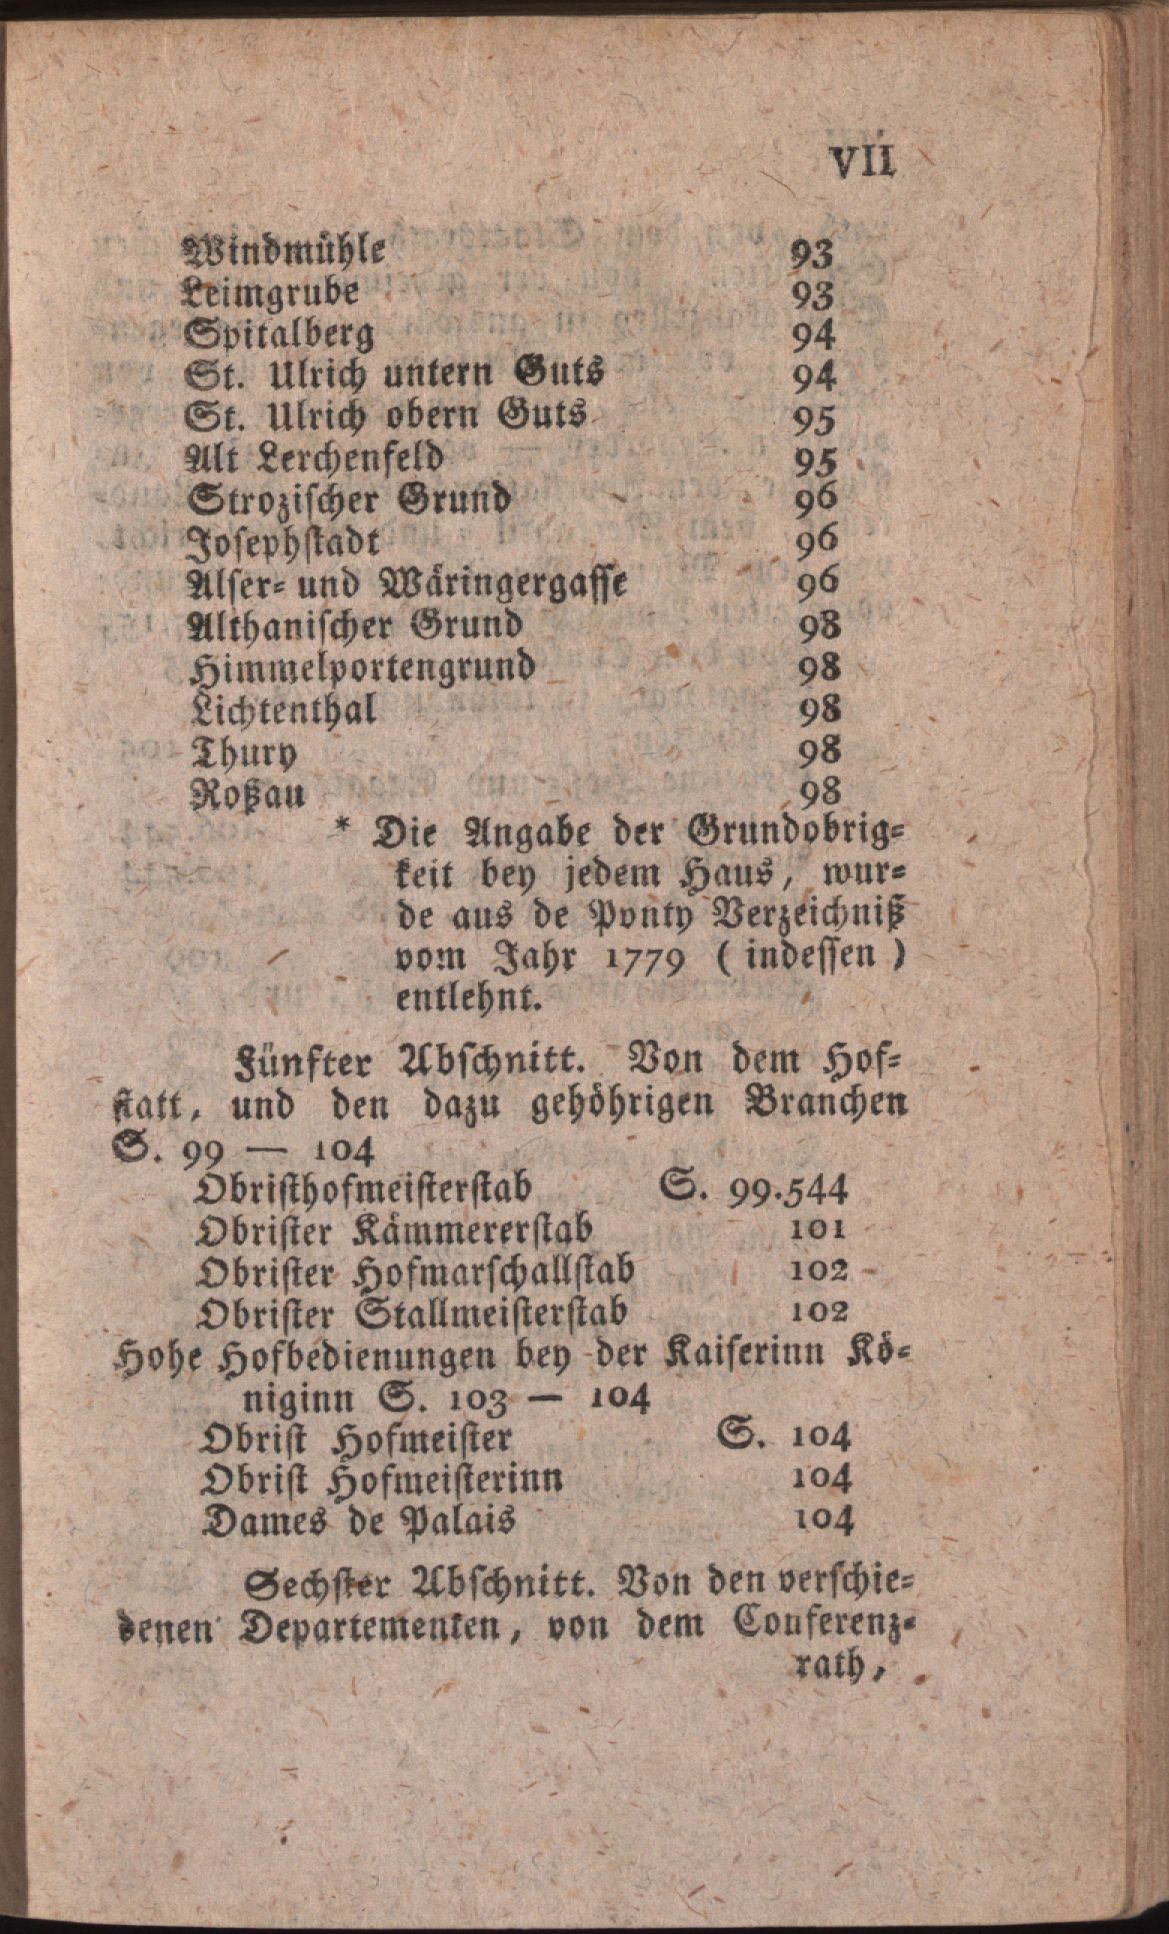 VII
Windmühle 93
Leimgrube 93
Spitalberg 94
St. Ulrich untern Guts 94
St. Ulrich obern Guts 95
Alt Lerchenfeld 95
Strozischer Grund 96
Josephstadt 96
Alser- und Wäringergasse 96
Althanischer Grund 98
Himmelportengrund 98
Lichtenthal 98
Thury 98
Roßau 98
* Die Angabe der Grundobrig-
keit bey jedem Haus, wur-
de aus de Ponty Verzeichniß
vom Jahr 1779 (indessen)
entlehnt.
Fünfter Abschnitt. Von dem Hof-
statt, und den dazu gehöhrigen Branchen
S. 99 — 104
Obristhofmeisterstab S. 99.544
Obrister Kämmererstab 101
Obrister Hofmarschallstab 102
Obrister Stallmeisterstab 102
Hohe Hofbedienungen bey der Kaiserinn Kö-
niginn S. 103 — 104
Obrist Hofmeister S. 104
Obrist Hofmeisterinn 104
Dames de Palais 104
Sechster Abschnitt. Von den verschie-
denen Departementen, von dem Conferenz-
rath,